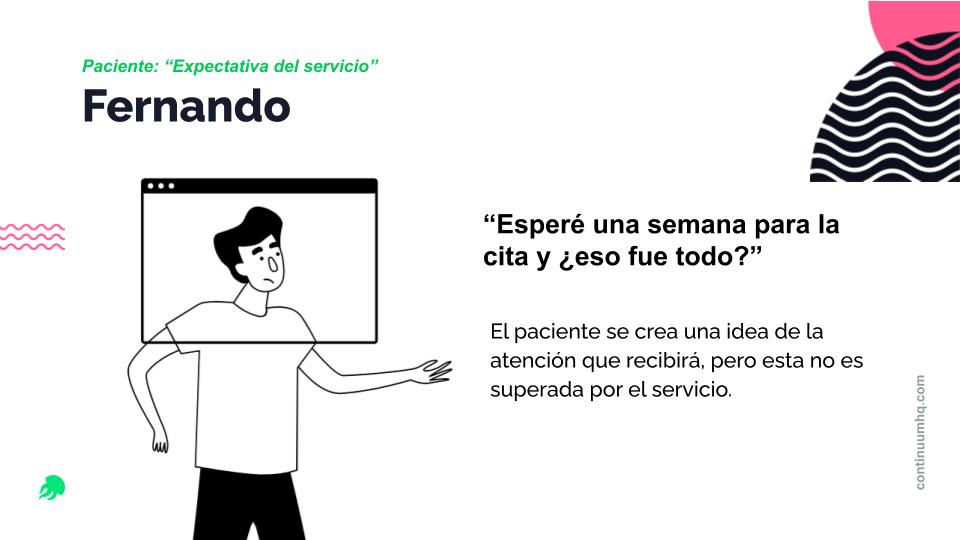 Paciente: “Expectativa del servicio”
Fernando
“Esperé una semana para la
cita y ¿eso fue todo?”
El paciente se crea una idea de la
atención que recibirá, pero esta no es
superada por el servicio.
continuumhq.com